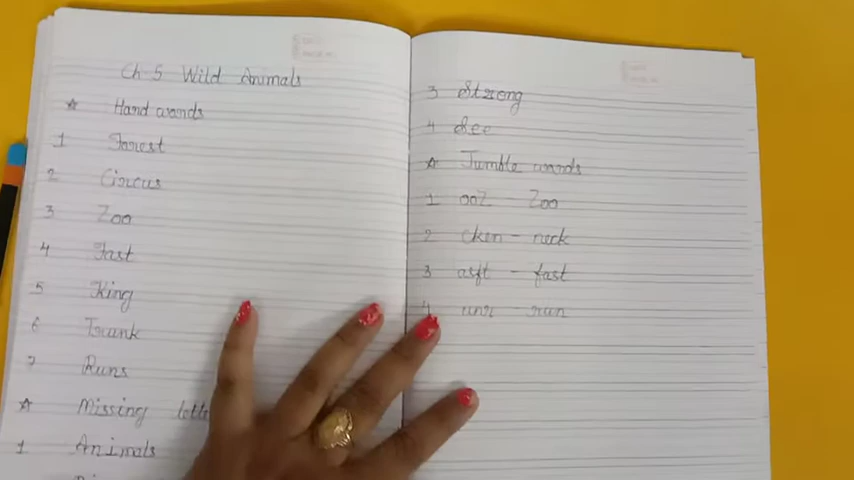 Ch 5 Wild Animals
☆ Hard words
1 Forest
2 Circus
3 Zoo
4 Fast
5 King
6 Trunk
7 Runs
☆ Missing lette
1 Animals
3 Strong
4 See
☆ Jumble words
1 ooZ - Zoo
2 cken - neck
3 asft - fast
4 unr - run